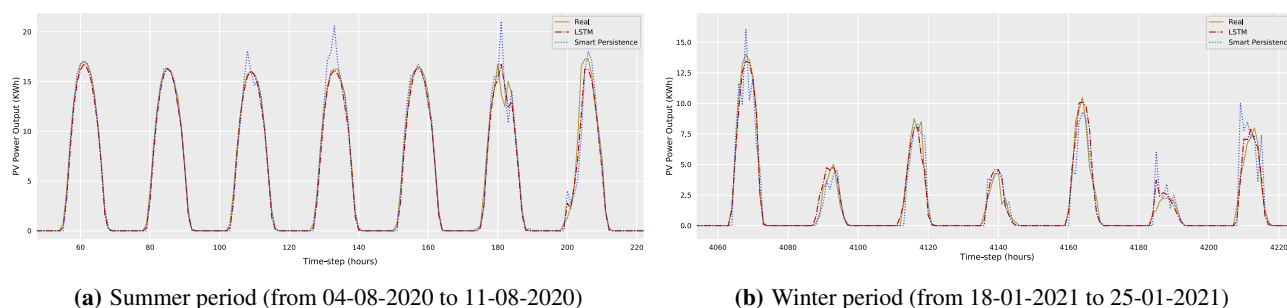 Real
LSTM
Smart Persistence
20
15
10
5
0
PV Power Output (KWh)
60 80 100 120 140 160 180 200 220
Time-step (hours)
(a) Summer period (from 04-08-2020 to 11-08-2020)
Real
LSTM
Smart Persistence
15.0
12.5
10.0
7.5
5.0
2.5
0.0
PV Power Output (KWh)
4060 4080 4100 4120 4140 4160 4180 4200 4220
Time-step (hours)
(b) Winter period (from 18-01-2021 to 25-01-2021)